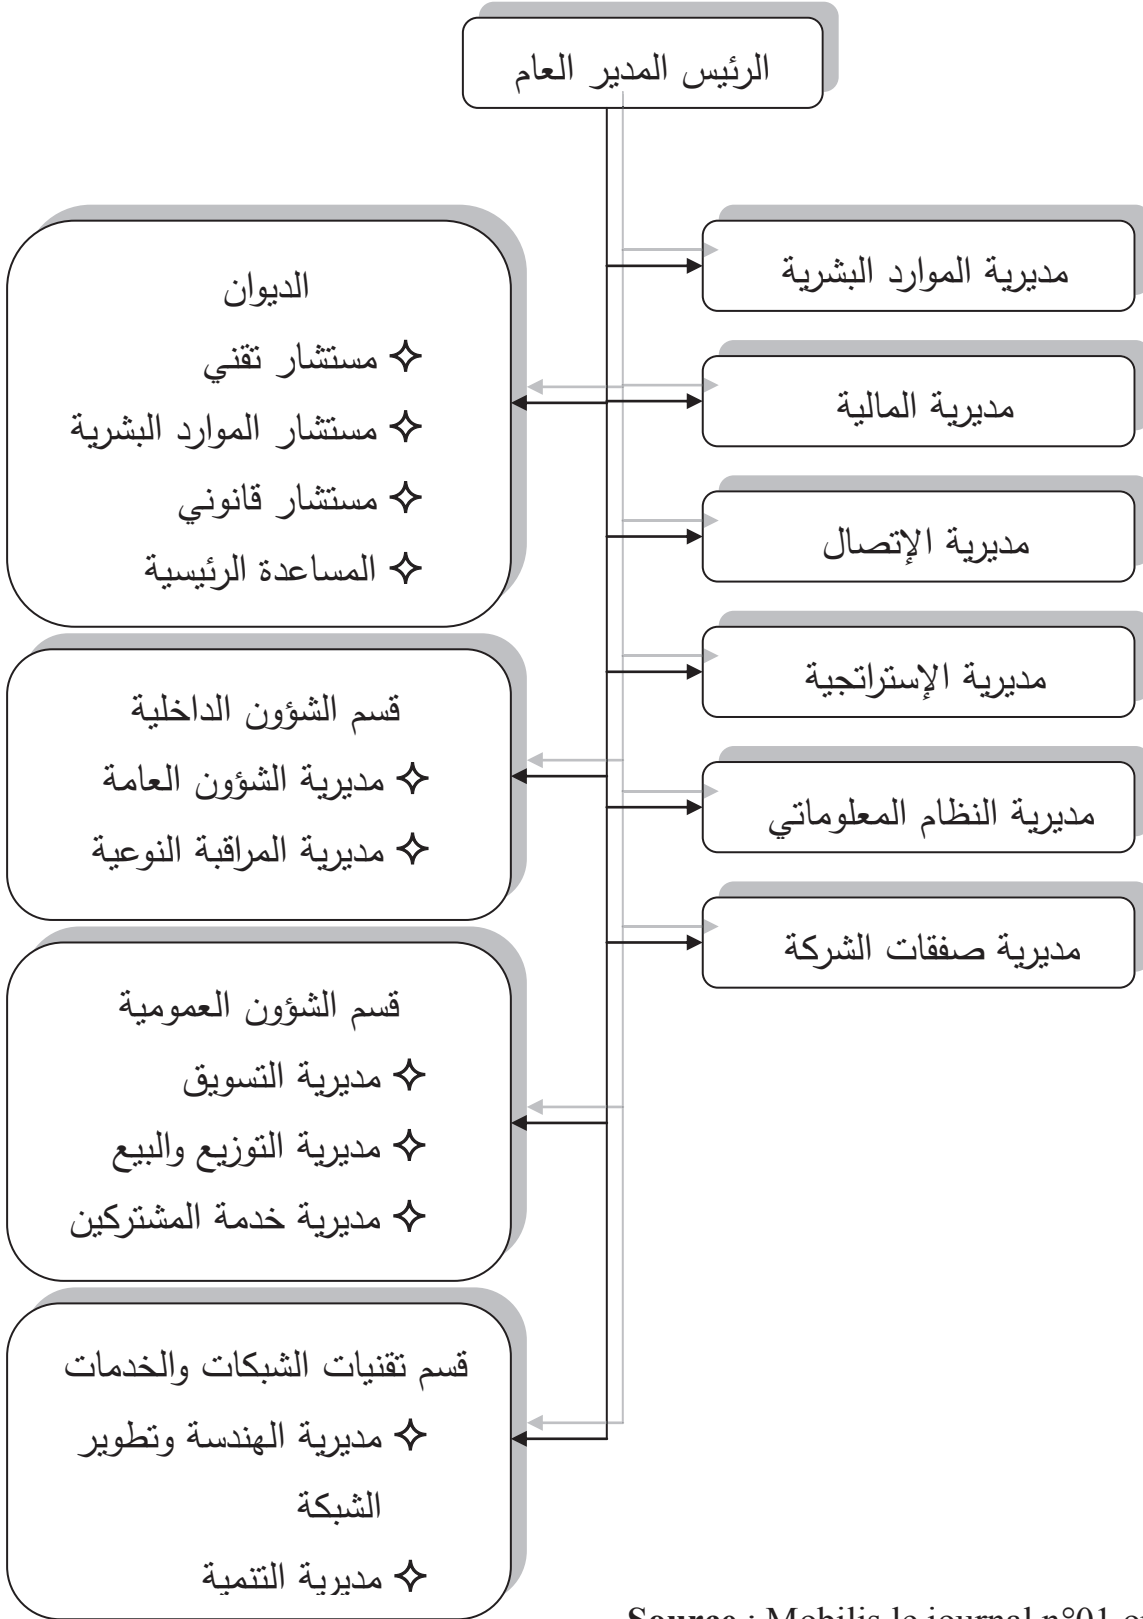 الرئيس المدير العام
مديرية الموارد البشرية
مديرية المالية
مديرية الإتصال
مديرية الإستراتجية
مديرية النظام المعلوماتي
مديرية صفقات الشركة
الديوان
✧ مستشار تقني
✧ مستشار الموارد البشرية
✧ مستشار قانوني
✧ المساعدة الرئيسية
قسم الشؤون الداخلية
✧ مديرية الشؤون العامة
✧ مديرية المراقبة النوعية
قسم الشؤون العمومية
✧ مديرية التسويق
✧ مديرية التوزيع والبيع
✧ مديرية خدمة المشتركين
قسم تقنيات الشبكات والخدمات
✧ مديرية الهندسة وتطوير
الشبكة
✧ مديرية التنمية
Source : Mobilis le journal n°01